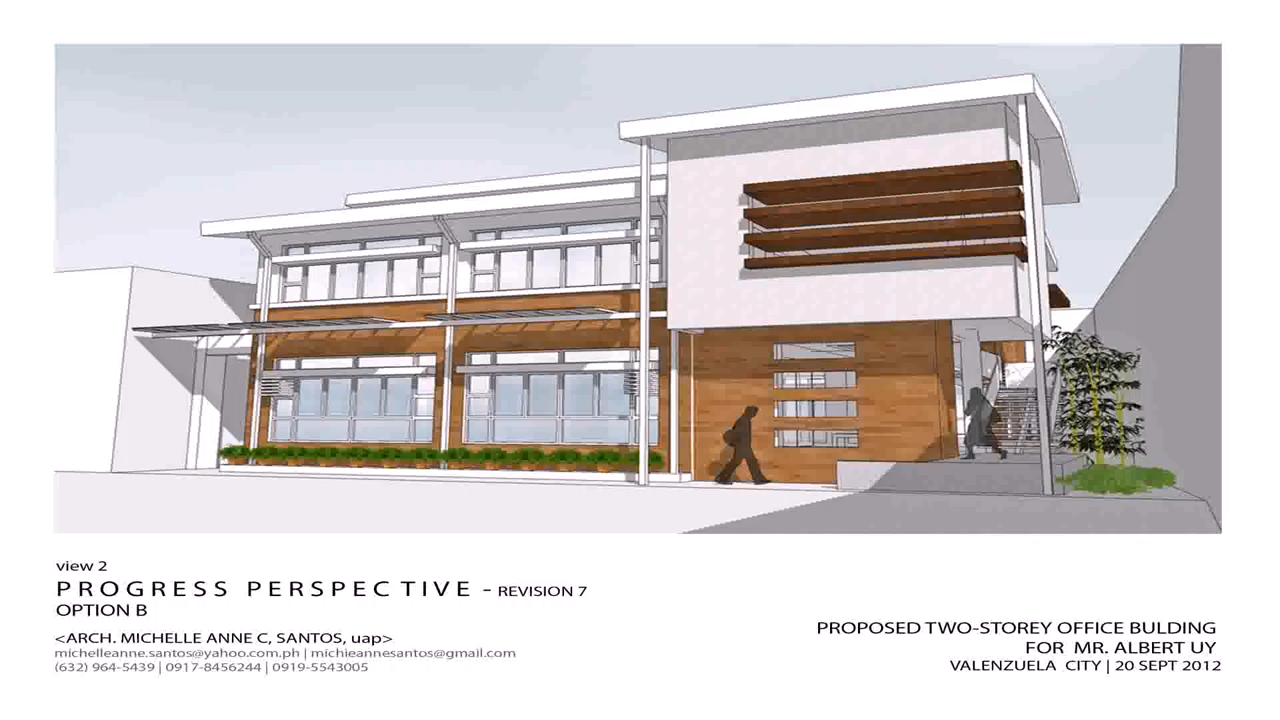 view 2
PROGRESS PERSPECTIVE - REVISION 7
OPTION B
<ARCH. MICHELLE ANNE C, SANTOS, uap>
michelleanne.santos@yahoo.com.ph | michieannesantos@gmail.com
(632) 964-5439 | 0917-8456244 | 0919-5543005
PROPOSED TWO-STOREY OFFICE BULDING
FOR MR. ALBERT UY
VALENZUELA CITY | 20 SEPT 2012